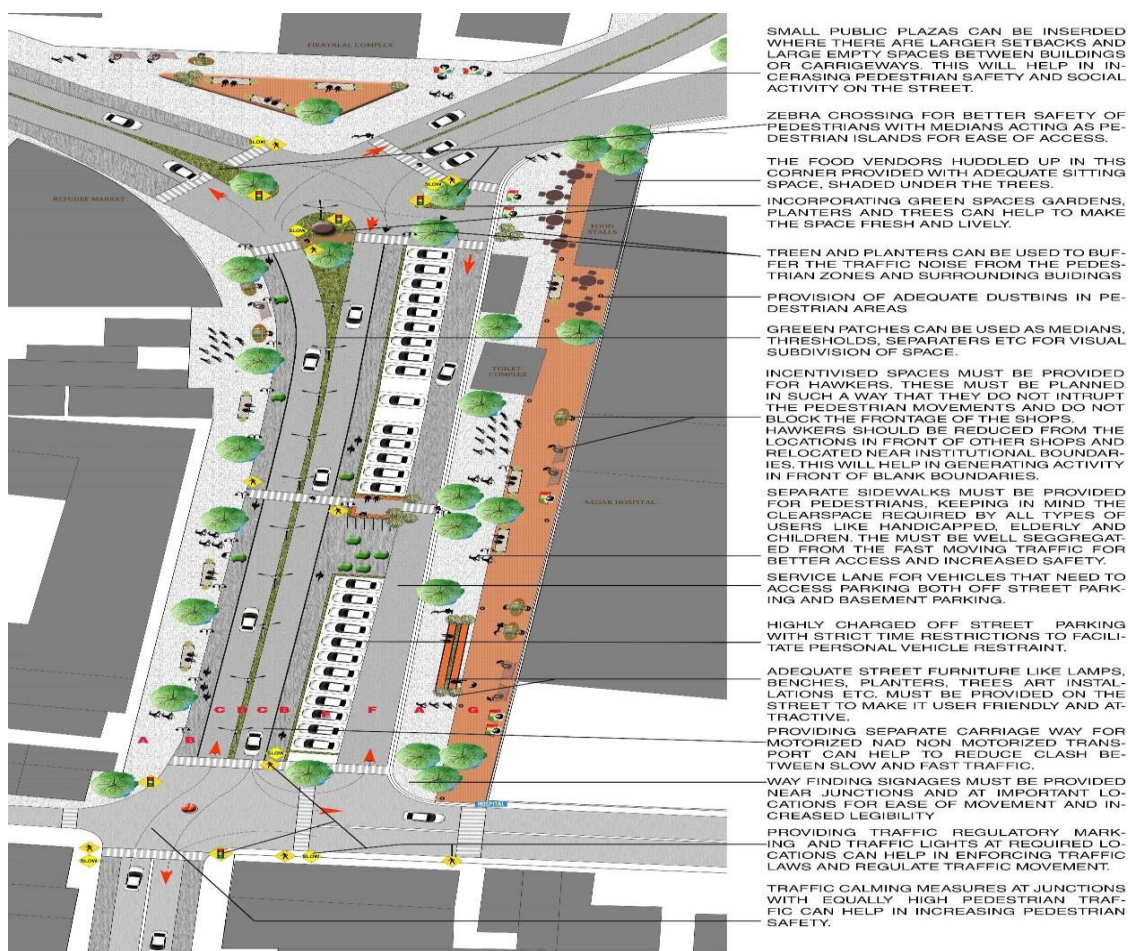 FIRAYALAL COMPLEX
REFUGEE MARKET
FOOD
STALLS
TOILET
COMPLEX
SADAR HOSPITAL
SLOW
SLOW
SLOW
SLOW
SLOW
SLOW
C
D
C
B
E
F
A
G
A
B
HOSPITAL
SMALL PUBLIC PLAZAS CAN BE INSERDED
WHERE THERE ARE LARGER SETBACKS AND
LARGE EMPTY SPACES BETWEEN BUILDINGS
OR CARRIGEWAYS. THIS WILL HELP IN IN-
CERASING PEDESTRIAN SAFETY AND SOCIAL
ACTIVITY ON THE STREET.
ZEBRA CROSSING FOR BETTER SAFETY OF
PEDESTRIANS WITH MEDIANS ACTING AS PE-
DESTRIAN ISLANDS FOR EASE OF ACCESS.
THE FOOD VENDORS HUDDLED UP IN THS
CORNER PROVIDED WITH ADEQUATE SITTING
SPACE, SHADED UNDER THE TREES.
INCORPORATING GREEN SPACES GARDENS,
PLANTERS AND TREES CAN HELP TO MAKE
THE SPACE FRESH AND LIVELY.
TREEN AND PLANTERS CAN BE USED TO BUF-
FER THE TRAFFIC NOISE FROM THE PEDES-
TRIAN ZONES AND SURROUNDING BUIDINGS
PROVISION OF ADEQUATE DUSTBINS IN PE-
DESTRIAN AREAS
GREEEN PATCHES CAN BE USED AS MEDIANS,
THRESHOLDS, SEPARATERS ETC FOR VISUAL
SUBDIVISION OF SPACE.
INCENTIVISED SPACES MUST BE PROVIDED
FOR HAWKERS. THESE MUST BE PLANNED
IN SUCH A WAY THAT THEY DO NOT INTRUPT
THE PEDESTRIAN MOVEMENTS AND DO NOT
BLOCK THE FRONTAGE OF THE SHOPS.
HAWKERS SHOULD BE REDUCED FROM THE
LOCATIONS IN FRONT OF OTHER SHOPS AND
RELOCATED NEAR INSTITUTIONAL BOUNDAR-
IES. THIS WILL HELP IN GENERATING ACTIVITY
IN FRONT OF BLANK BOUNDARIES.
SEPARATE SIDEWALKS MUST BE PROVIDED
FOR PEDESTRIANS, KEEPING IN MIND THE
CLEARSPACE REQUIRED BY ALL TYPES OF
USERS LIKE HANDICAPPED, ELDERLY AND
CHILDREN. THE MUST BE WELL SEGGREGAT-
ED FROM THE FAST MOVING TRAFFIC FOR
BETTER ACCESS AND INCREASED SAFETY.
SERVICE LANE FOR VEHICLES THAT NEED TO
ACCESS PARKING BOTH OFF STREET PARK-
ING AND BASEMENT PARKING.
HIGHLY CHARGED OFF STREET PARKING
WITH STRICT TIME RESTRICTIONS TO FACILI-
TATE PERSONAL VEHICLE RESTRAINT.
ADEQUATE STREET FURNITURE LIKE LAMPS,
BENCHES, PLANTERS, TREES ART INSTAL-
LATIONS ETC. MUST BE PROVIDED ON THE
STREET TO MAKE IT USER FRIENDLY AND AT-
TRACTIVE.
PROVIDING SEPARATE CARRIAGE WAY FOR
MOTORIZED NAD NON MOTORIZED TRANS-
PORT CAN HELP TO REDUCE CLASH BE-
TWEEN SLOW AND FAST TRAFFIC.
WAY FINDING SIGNAGES MUST BE PROVIDED
NEAR JUNCTIONS AND AT IMPORTANT LO-
CATIONS FOR EASE OF MOVEMENT AND IN-
CREASED LEGIBILITY
PROVIDING TRAFFIC REGULATORY MARK-
ING AND TRAFFIC LIGHTS AT REQUIRED LO-
CATIONS CAN HELP IN ENFORCING TRAFFIC
LAWS AND REGULATE TRAFFIC MOVEMENT.
TRAFFIC CALMING MEASURES AT JUNCTIONS
WITH EQUALLY HIGH PEDESTRIAN TRAF-
FIC CAN HELP IN INCREASING PEDESTRIAN
SAFETY.